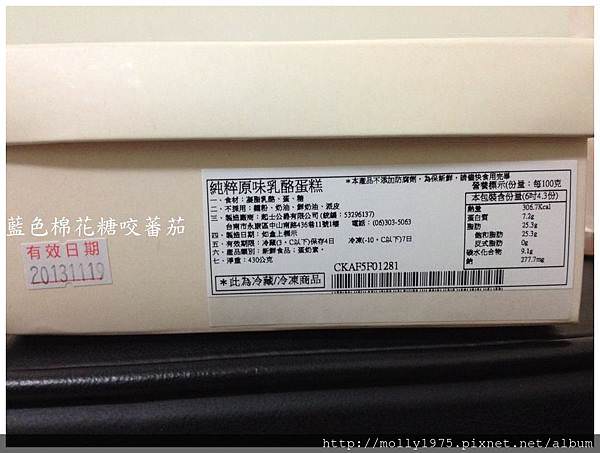 *本產品不添加防腐劑，為保新鮮，請儘快食用完畢
純粹原味乳酪蛋糕
一、食材：凝脂乳酪、蛋、糖
二、不採用：麵粉、奶油、鮮奶油、派皮
三、製造廠商：起士公爵有限公司(統編：53296137)
台南市永康區中山南路436巷11號1樓 電話：(06)303-5063
四、製造日期：如盒上標示
五、有效期限：冷藏(0，C以下)保存4日 冷凍(-10，C以下)7日
六、產品類別：新鮮食品：蛋奶素。
七、淨重：430公克
CKAF5F01281
*此為冷藏/冷凍商品
營養標示(份量：每100克
本包裝含份量(6吋4.3份)
熱量 306.7K
蛋白質 7.2g
脂肪 25.3g
飽和脂肪 25.3g
反式脂肪 0g
碳水化合物 9.1g
鈉 277.7mg
藍色棉花糖咬蕃茄
有效日期
20131119
http://molly1975.pixnet.net/album